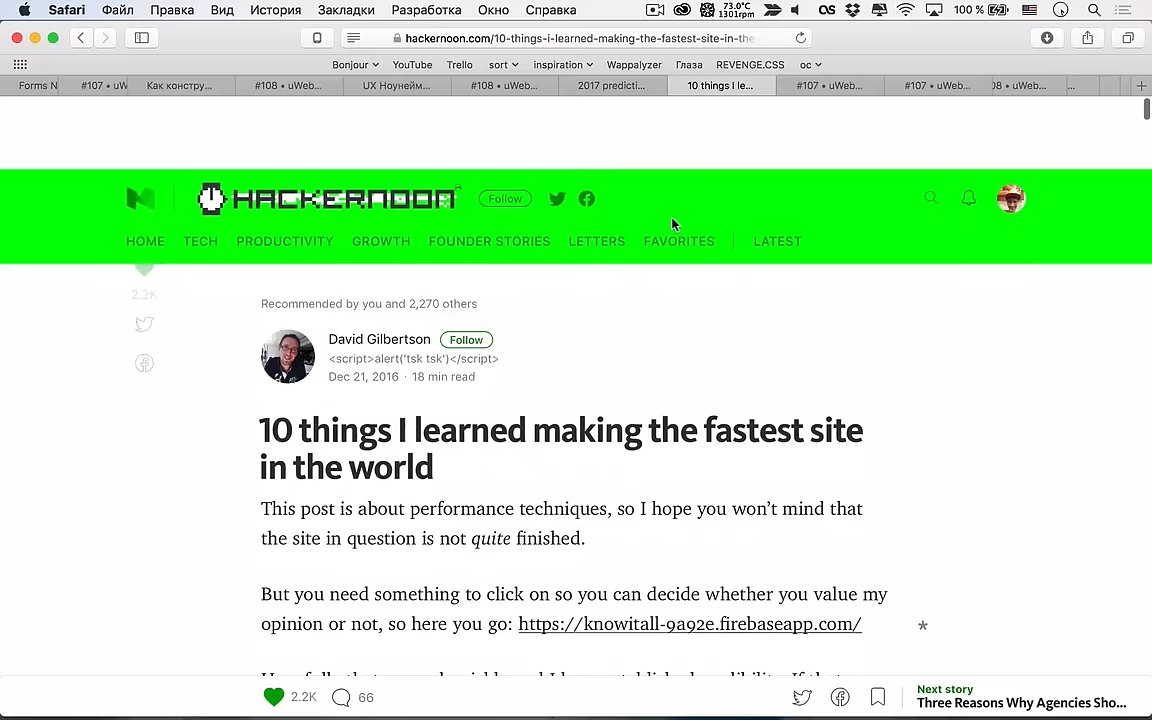 Safari Файл Правка Вид История Закладки Разработка Окно Справка 73.0°C 1301rpm 100 %
hackernoon.com/10-things-i-learned-making-the-fastest-site-in-the
Bonjour YouTube Trello sort inspiration Wappalyzer Глаза REVENGE.CSS ос
Forms N #107 • uW Как констру... #108 • uWeb... UX Ноунейм... #108 • uWeb... 2017 predicti... 10 things I le... #107 • uWeb... #107 • uWeb... 08 • uWeb... ...
HACKERNOON Follow
HOME TECH PRODUCTIVITY GROWTH FOUNDER STORIES LETTERS FAVORITES LATEST
2.2K
Recommended by you and 2,270 others
David Gilbertson Follow
<script>alert('tsk tsk')</script>
Dec 21, 2016 · 18 min read
10 things I learned making the fastest site
in the world
This post is about performance techniques, so I hope you won’t mind that
the site in question is not quite finished.
But you need something to click on so you can decide whether you value my
opinion or not, so here you go: https://knowitall-9a92e.firebaseapp.com/
*
2.2K 66
Next story
Three Reasons Why Agencies Sho...